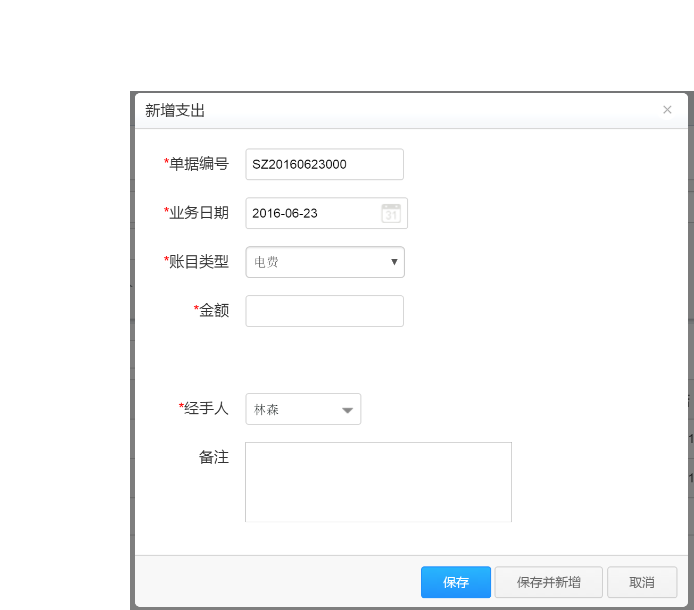 新增支出 ×
*单据编号 SZ20160623000
*业务日期 2016-06-23 31
*账目类型 电费
*金额
*经手人 林森
备注
保存 保存并新增 取消